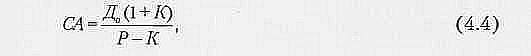 СА = Д₀(1 + К) / (Р – К), (4.4)